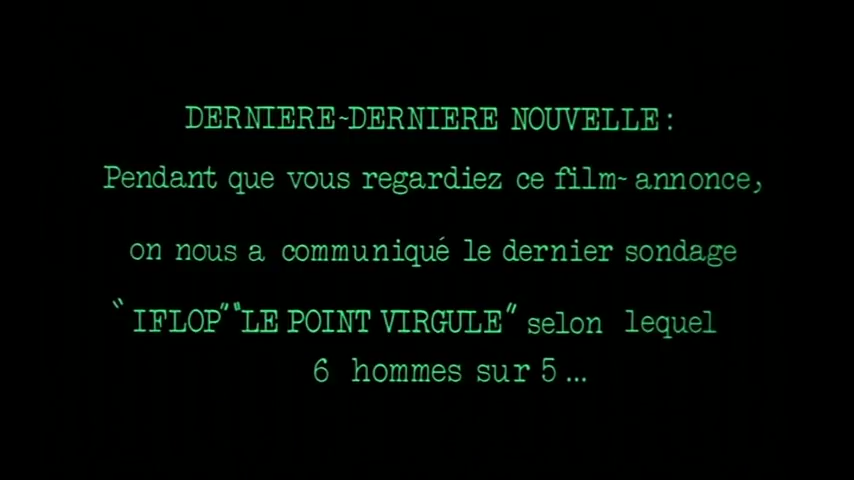 DERNIERE-DERNIERE NOUVELLE:
Pendant que vous regardiez ce film-annonce,
on nous a communiqué le dernier sondage
"IFLOP" "LE POINT VIRGULE" selon lequel
6 hommes sur 5...